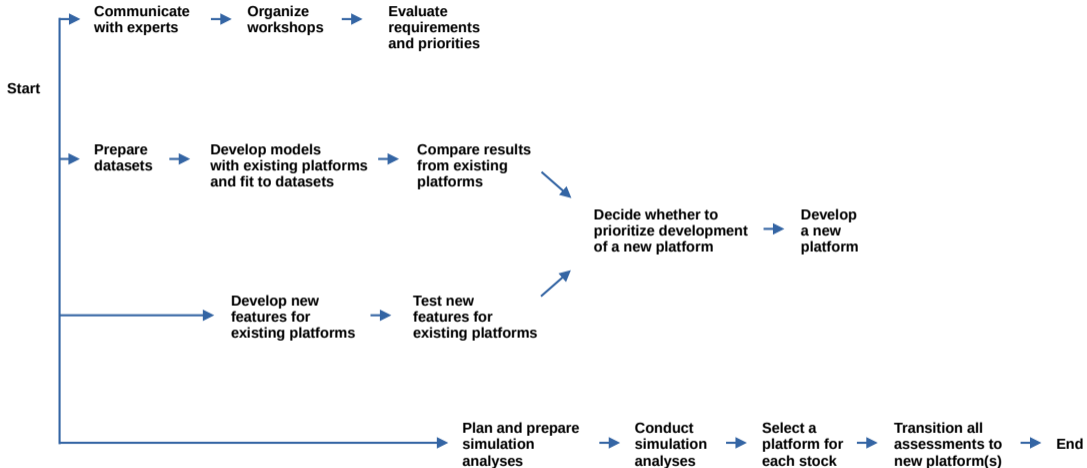 Communicate
with experts
Organize
workshops
Evaluate
requirements
and priorities
Start
Prepare
datasets
Develop models
with existing platforms
and fit to datasets
Compare results
from existing
platforms
Decide whether to
prioritize development
of a new platform
Develop
a new
platform
Develop new
features for
existing platforms
Test new
features for
existing platforms
Plan and prepare
simulation
analyses
Conduct
simulation
analyses
Select a
platform for
each stock
Transition all
assessments to
new platform(s)
End